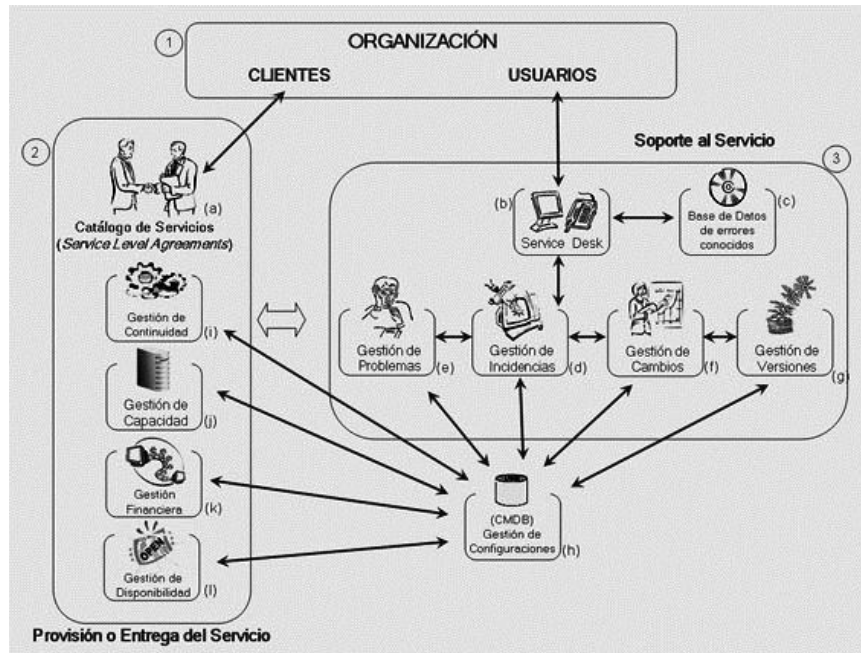 1
ORGANIZACIÓN
CLIENTES
USUARIOS
2
(a)
Catálogo de Servicios
(Service Level Agreements)
Gestión de
Continuidad
(i)
Gestión de
Capacidad
(j)
Gestión
Financiera
(k)
OPEN
Gestión de
Disponibilidad
(l)
Provisión o Entrega del Servicio
Soporte al Servicio
3
(b)
Service Desk
(c)
Base de Datos
de errores
conocidos
Gestión de
Problemas
(e)
Gestión de
Incidencias
(d)
Gestión de
Cambios
(f)
Gestión de
Versiones
(g)
(CMDB)
Gestión de
Configuraciones
(h)